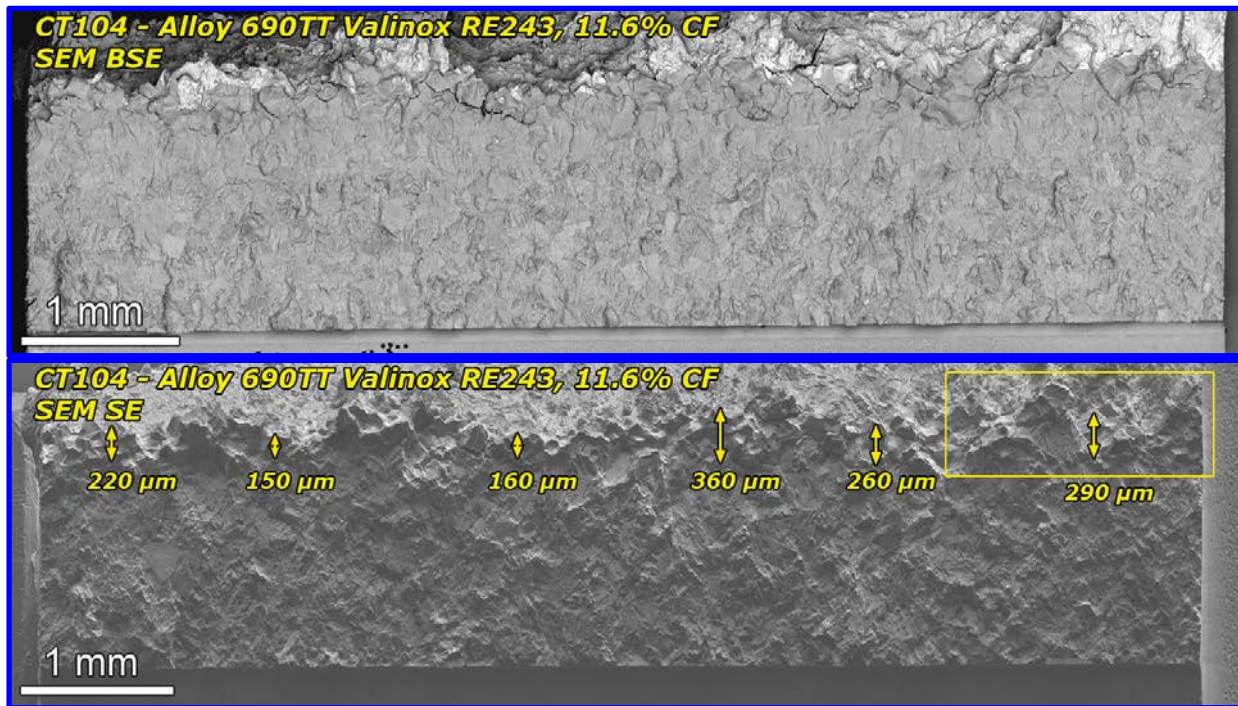 CT104 - Alloy 690TT Valinox RE243, 11.6% CF
SEM BSE
1 mm
CT104 - Alloy 690TT Valinox RE243, 11.6% CF
SEM SE
220 µm
150 µm
160 µm
360 µm
260 µm
290 µm
1 mm